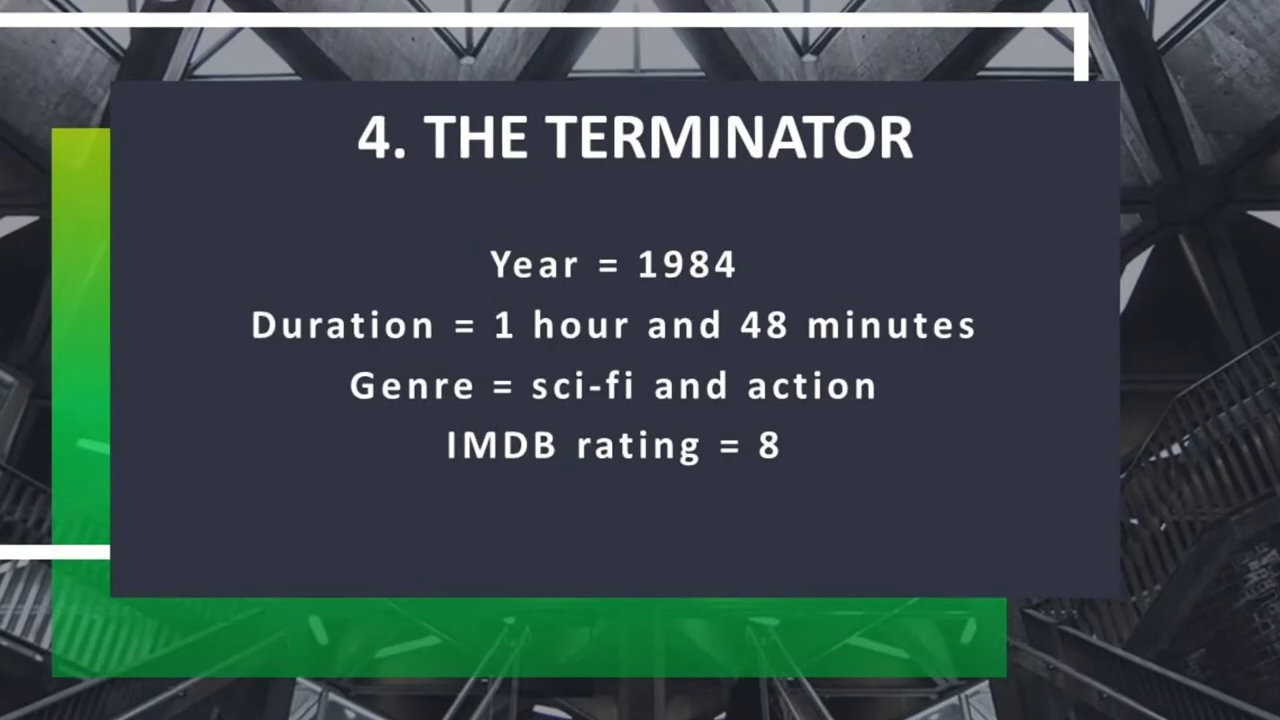 4. THE TERMINATOR
Year = 1984
Duration = 1 hour and 48 minutes
Genre = sci-fi and action
IMDB rating = 8